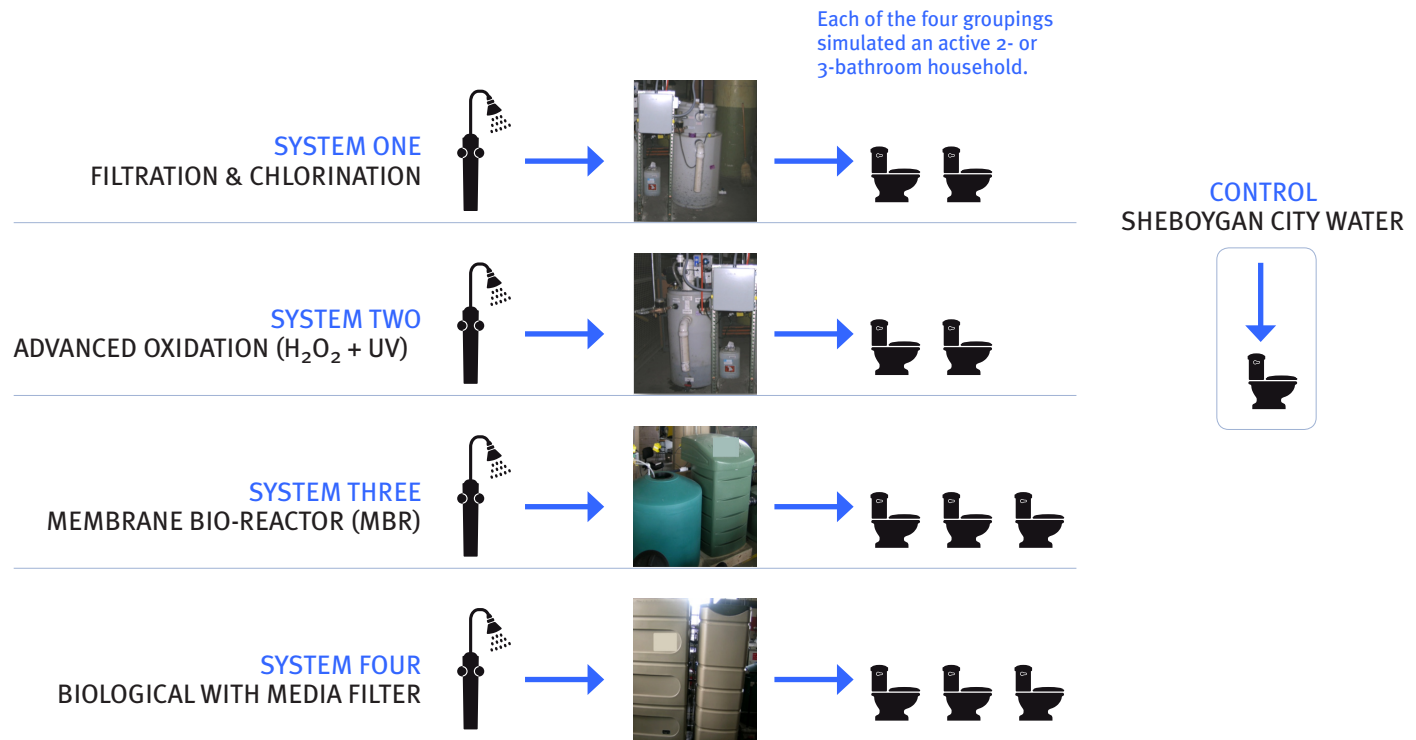 Each of the four groupings
simulated an active 2- or
3-bathroom household.
SYSTEM ONE
FILTRATION & CHLORINATION
SYSTEM TWO
ADVANCED OXIDATION (H₂O₂ + UV)
SYSTEM THREE
MEMBRANE BIO-REACTOR (MBR)
SYSTEM FOUR
BIOLOGICAL WITH MEDIA FILTER
CONTROL
SHEBOYGAN CITY WATER